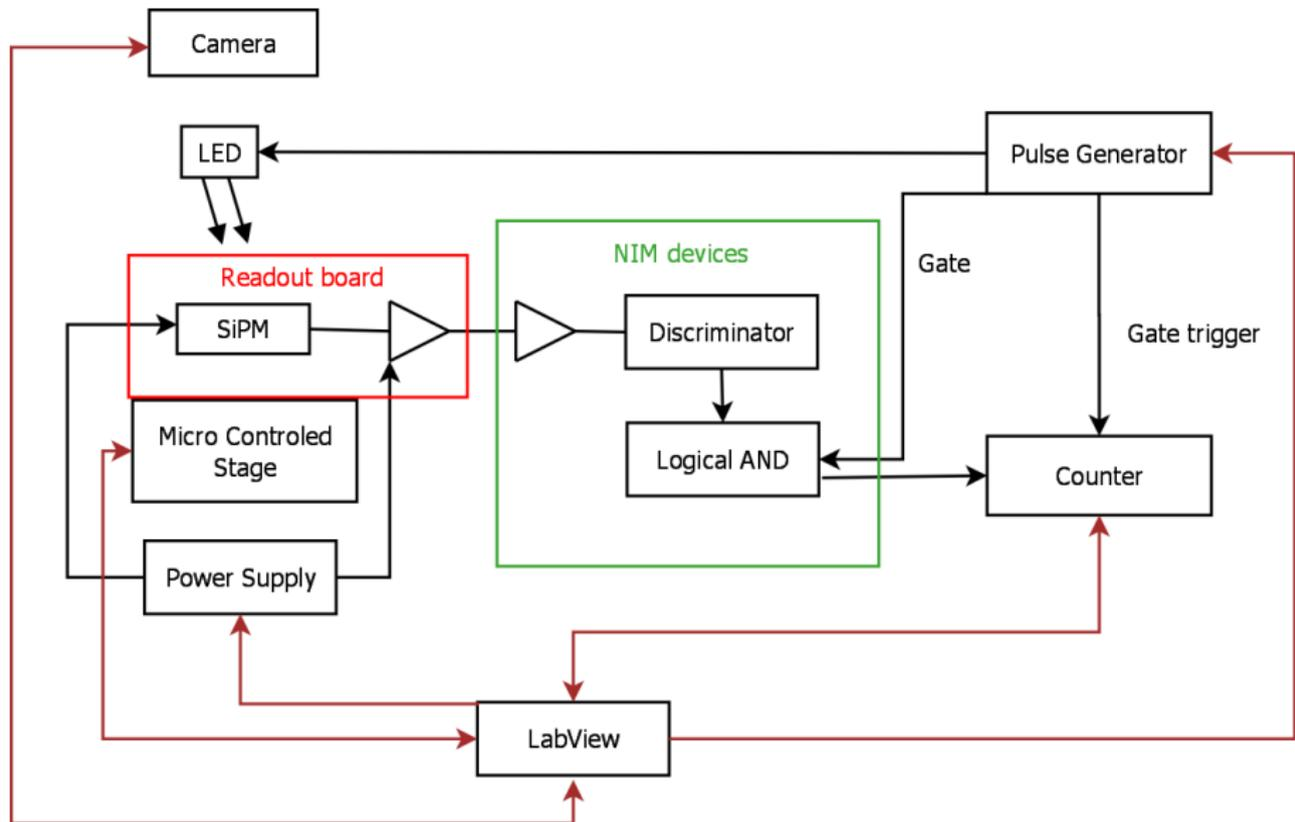 Camera
LED
Pulse Generator
NIM devices
Gate
Readout board
SiPM
Discriminator
Gate trigger
Micro Controled
Stage
Logical AND
Counter
Power Supply
LabView